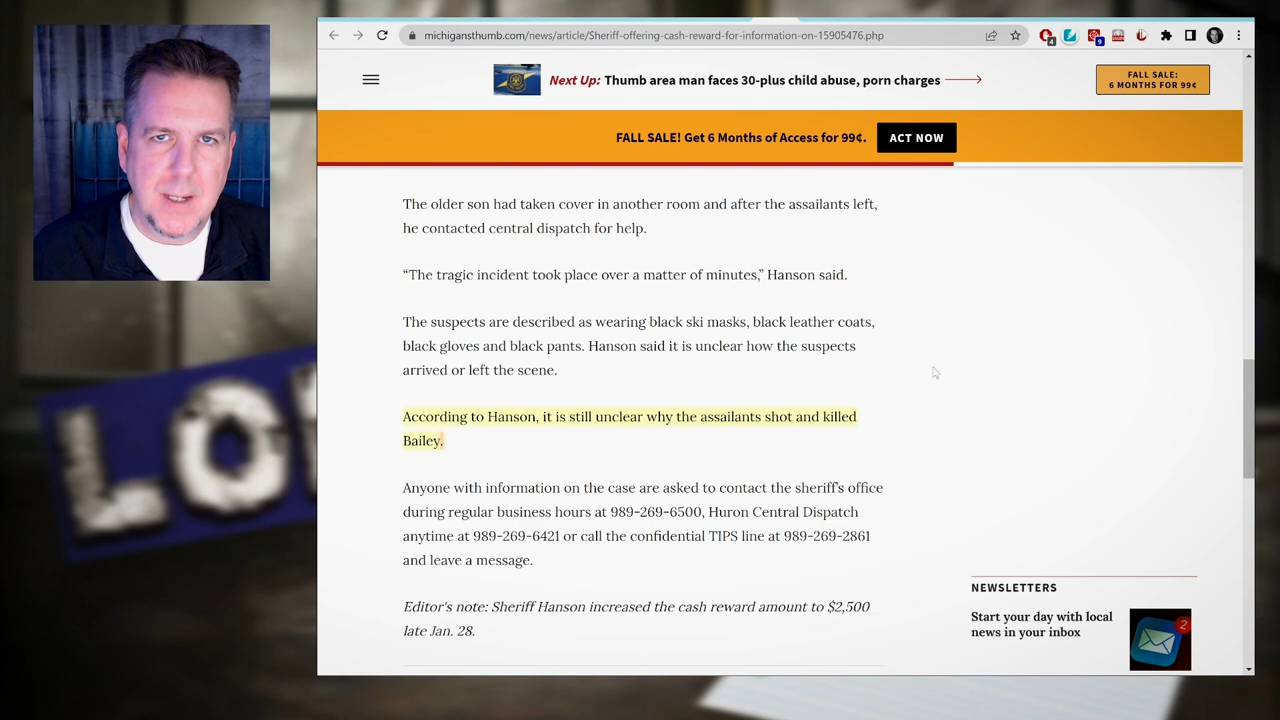 michigansthumb.com/news/article/Sheriff-offering-cash-reward-for-information-on-15905476.php
4
9
Next Up: Thumb area man faces 30-plus child abuse, porn charges
FALL SALE:
6 MONTHS FOR 99¢
FALL SALE! Get 6 Months of Access for 99¢.
ACT NOW
The older son had taken cover in another room and after the assailants left,
he contacted central dispatch for help.
“The tragic incident took place over a matter of minutes,” Hanson said.
The suspects are described as wearing black ski masks, black leather coats,
black gloves and black pants. Hanson said it is unclear how the suspects
arrived or left the scene.
According to Hanson, it is still unclear why the assailants shot and killed
Bailey.
Anyone with information on the case are asked to contact the sheriff's office
during regular business hours at 989-269-6500, Huron Central Dispatch
anytime at 989-269-6421 or call the confidential TIPS line at 989-269-2861
and leave a message.
Editor's note: Sheriff Hanson increased the cash reward amount to $2,500
late Jan. 28.
NEWSLETTERS
Start your day with local
news in your inbox
2
LO